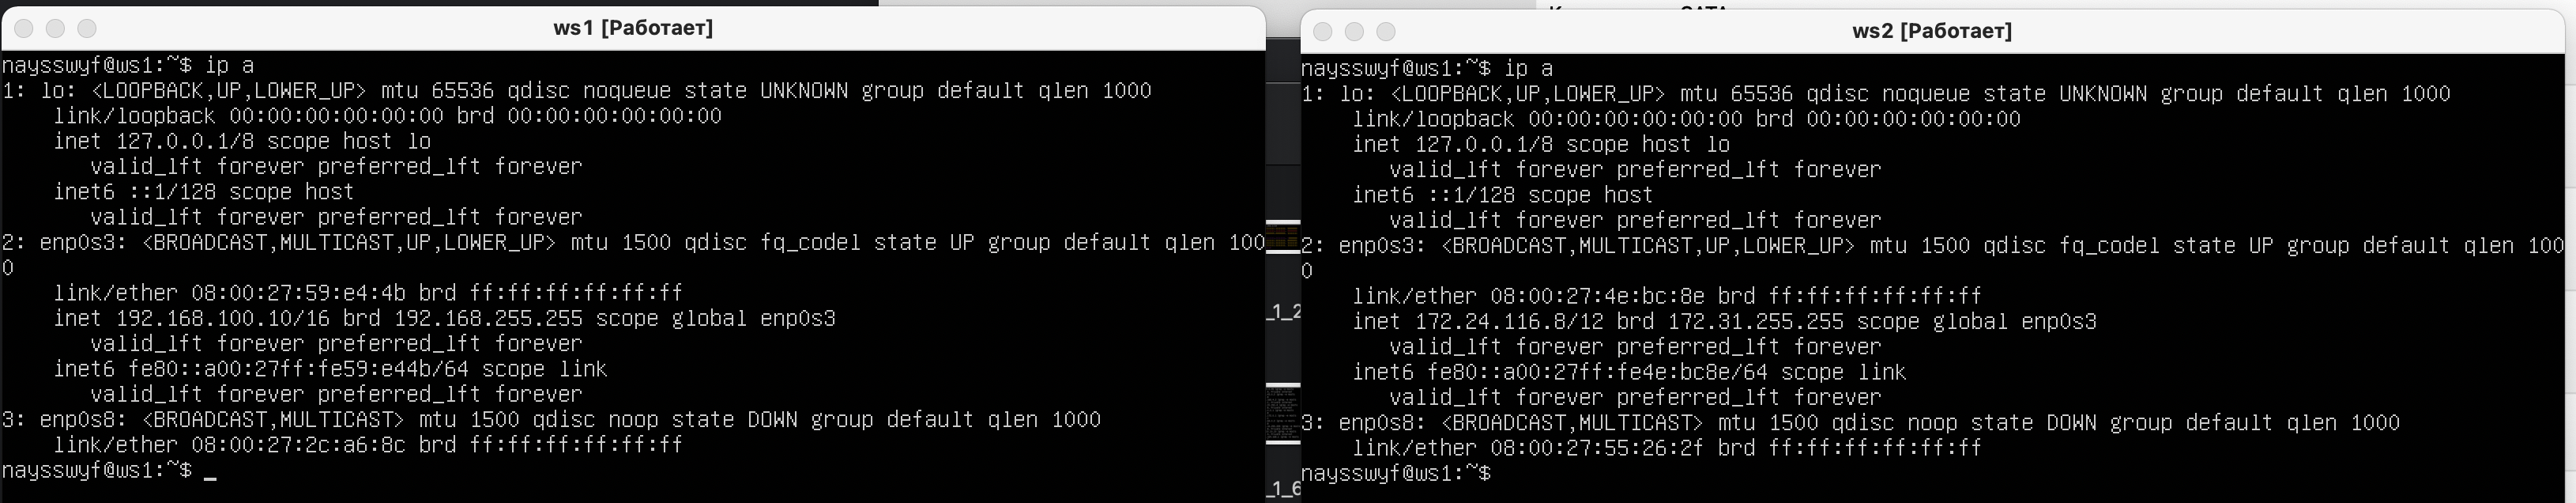 ws1 [Работает]
naysswyf@ws1:~$ ip a
1: lo: <LOOPBACK,UP,LOWER_UP> mtu 65536 qdisc noqueue state UNKNOWN group default qlen 1000
link/loopback 00:00:00:00:00:00 brd 00:00:00:00:00:00
inet 127.0.0.1/8 scope host lo
valid_lft forever preferred_lft forever
inet6 ::1/128 scope host
valid_lft forever preferred_lft forever
2: enp0s3: <BROADCAST,MULTICAST,UP,LOWER_UP> mtu 1500 qdisc fq_codel state UP group default qlen 100
0
link/ether 08:00:27:59:e4:4b brd ff:ff:ff:ff:ff:ff
inet 192.168.100.10/16 brd 192.168.255.255 scope global enp0s3
valid_lft forever preferred_lft forever
inet6 fe80::a00:27ff:fe59:e44b/64 scope link
valid_lft forever preferred_lft forever
3: enp0s8: <BROADCAST,MULTICAST> mtu 1500 qdisc noop state DOWN group default qlen 1000
link/ether 08:00:27:2c:a6:8c brd ff:ff:ff:ff:ff:ff
naysswyf@ws1:~$ _
_1_2
_1_6
ws2 [Работает]
naysswyf@ws1:~$ ip a
1: lo: <LOOPBACK,UP,LOWER_UP> mtu 65536 qdisc noqueue state UNKNOWN group default qlen 1000
link/loopback 00:00:00:00:00:00 brd 00:00:00:00:00:00
inet 127.0.0.1/8 scope host lo
valid_lft forever preferred_lft forever
inet6 ::1/128 scope host
valid_lft forever preferred_lft forever
2: enp0s3: <BROADCAST,MULTICAST,UP,LOWER_UP> mtu 1500 qdisc fq_codel state UP group default qlen 100
0
link/ether 08:00:27:4e:bc:8e brd ff:ff:ff:ff:ff:ff
inet 172.24.116.8/12 brd 172.31.255.255 scope global enp0s3
valid_lft forever preferred_lft forever
inet6 fe80::a00:27ff:fe4e:bc8e/64 scope link
valid_lft forever preferred_lft forever
3: enp0s8: <BROADCAST,MULTICAST> mtu 1500 qdisc noop state DOWN group default qlen 1000
link/ether 08:00:27:55:26:2f brd ff:ff:ff:ff:ff:ff
naysswyf@ws1:~$